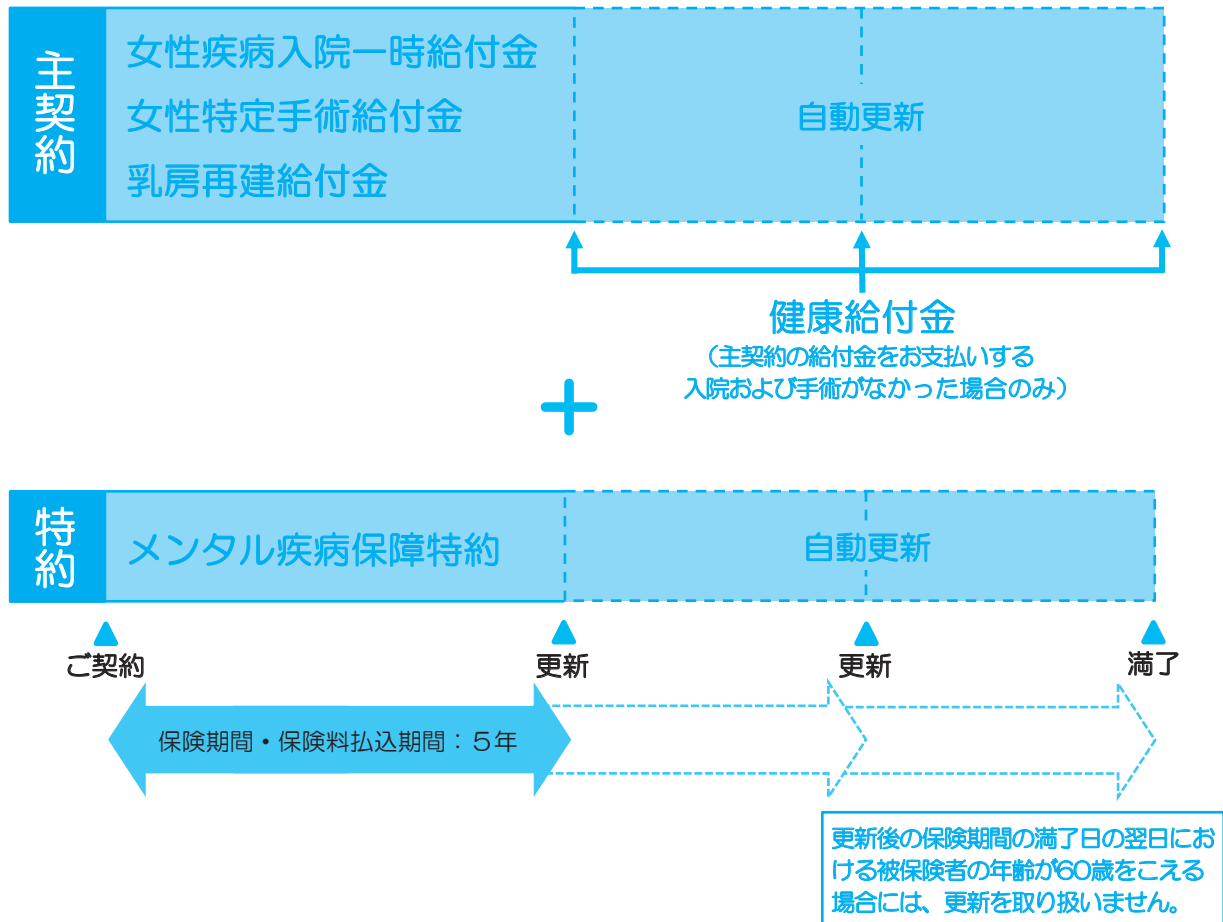 主契約
女性疾病入院一時給付金
女性特定手術給付金
乳房再建給付金
自動更新
健康給付金
（主契約の給付金をお支払いする
入院および手術がなかった場合のみ）
＋
特約
メンタル疾病保障特約
自動更新
ご契約
更新
更新
満了
保険期間・保険料払込期間：５年
更新後の保険期間の満了日の翌日にお
ける被保険者の年齢が60歳をこえる
場合には、更新を取り扱いません。